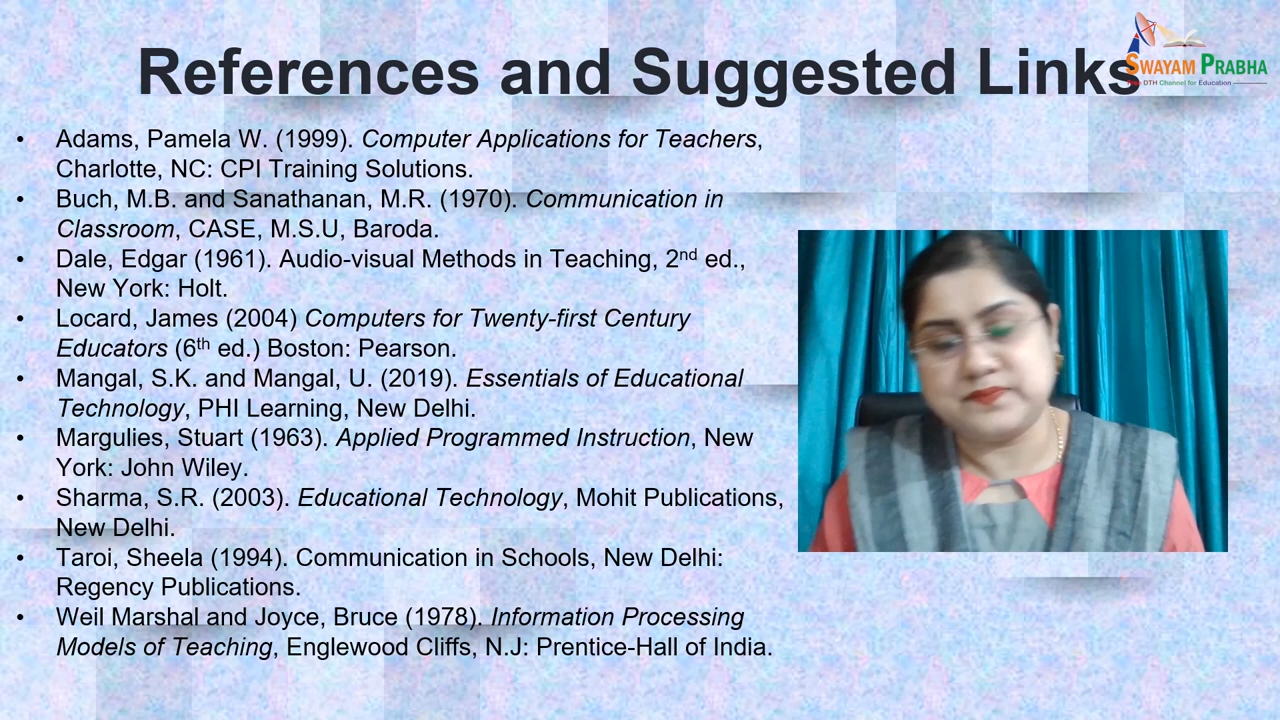 References and Suggested Links
SWAYAM PRABHA
DTH Channel for Education
• Adams, Pamela W. (1999). Computer Applications for Teachers,
Charlotte, NC: CPI Training Solutions.
• Buch, M.B. and Sanathanan, M.R. (1970). Communication in
Classroom, CASE, M.S.U, Baroda.
• Dale, Edgar (1961). Audio-visual Methods in Teaching, 2nd ed.,
New York: Holt.
• Locard, James (2004) Computers for Twenty-first Century
Educators (6th ed.) Boston: Pearson.
• Mangal, S.K. and Mangal, U. (2019). Essentials of Educational
Technology, PHI Learning, New Delhi.
• Margulies, Stuart (1963). Applied Programmed Instruction, New
York: John Wiley.
• Sharma, S.R. (2003). Educational Technology, Mohit Publications,
New Delhi.
• Taroi, Sheela (1994). Communication in Schools, New Delhi:
Regency Publications.
• Weil Marshal and Joyce, Bruce (1978). Information Processing
Models of Teaching, Englewood Cliffs, N.J: Prentice-Hall of India.